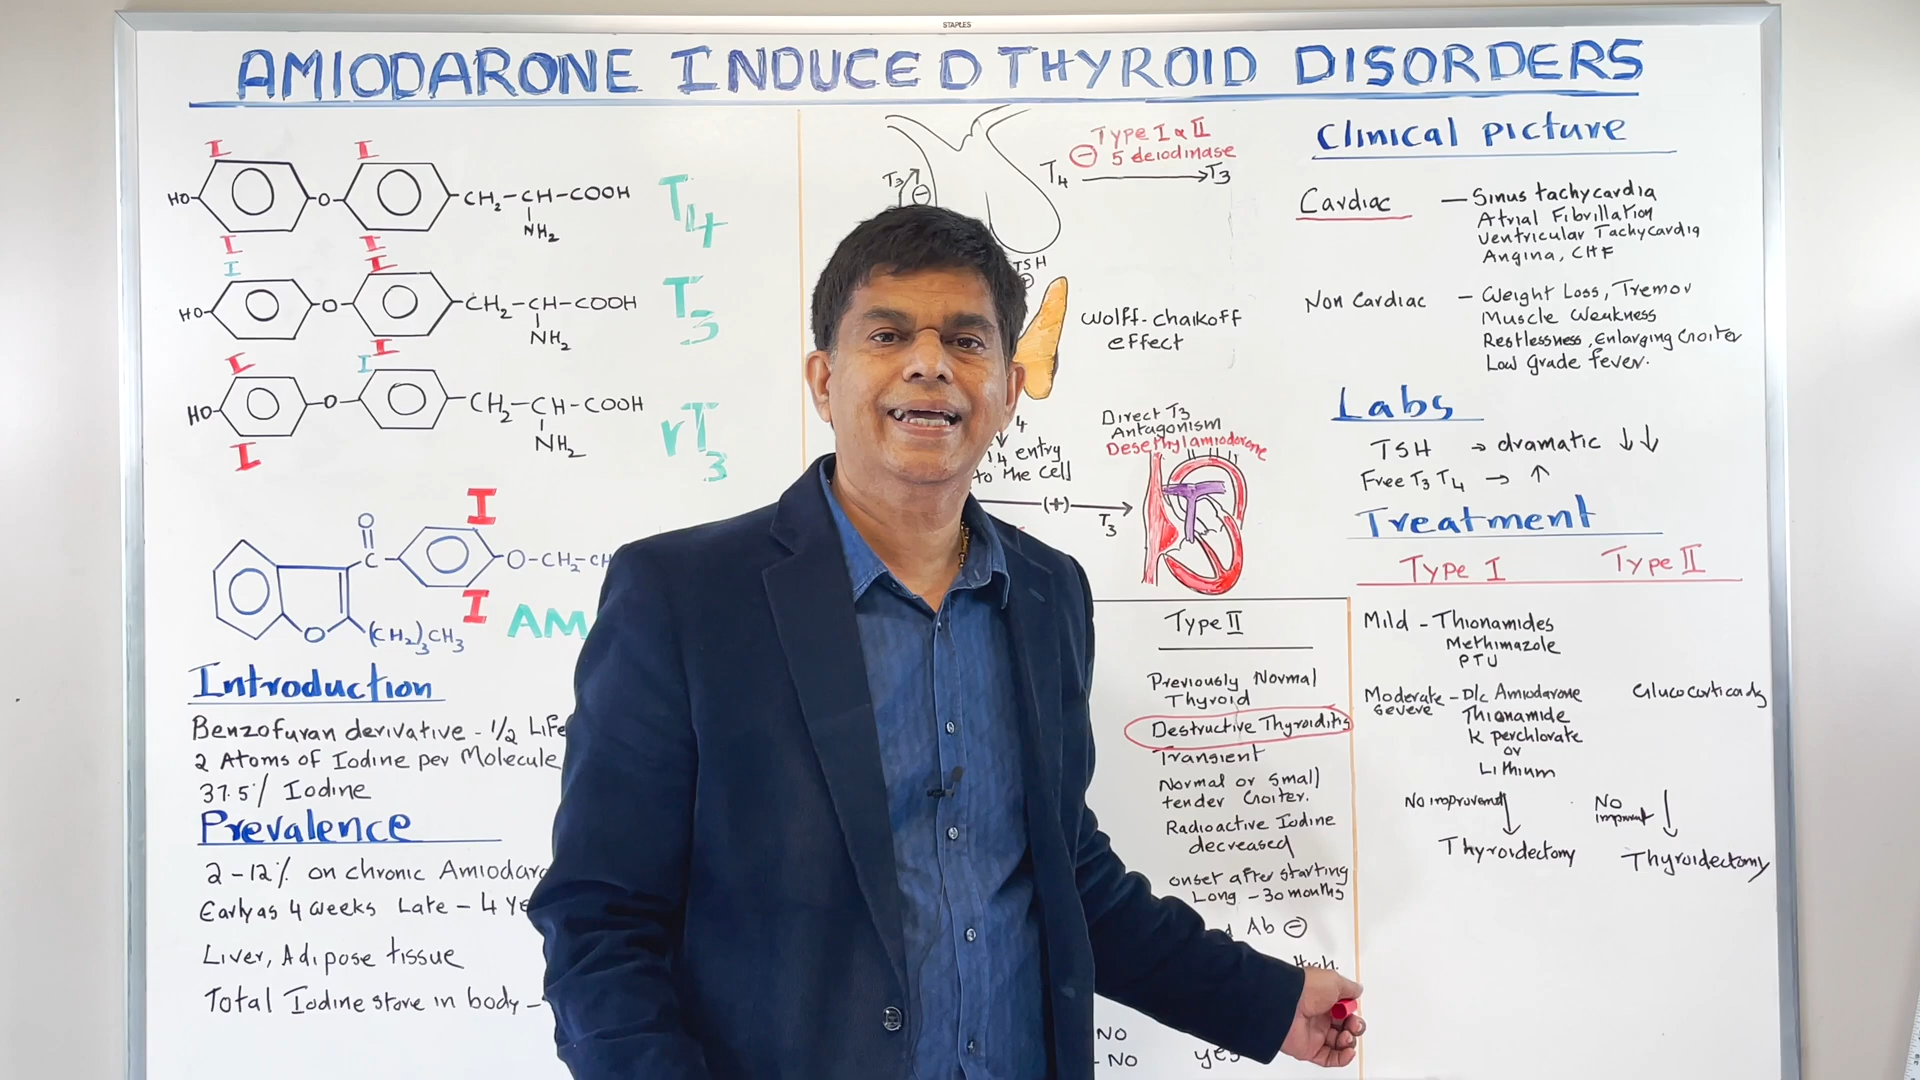 STAPLES
AMIODARONE INDUCED THYROID DISORDERS
I I
HO O CH2-CH-COOH T4
NH2
I I
I I
HO O CH2-CH-COOH T3
NH2
I I I
HO O CH2-CH-COOH rT3
NH2
I
I
O
C O-CH2-CH
I
O (CH2)3CH3 AM
Introduction
Benzofuran derivative - 1/2 Life
2 Atoms of Iodine per Molecule
37.5% Iodine
Prevalence
2-12% on chronic Amiodaro
Early as 4 weeks Late - 4 Ye
Liver, Adipose tissue
Total Iodine store in body -
Type I & II
⊖ 5 deiodinase
T4 → T3
T3 ⊖
TSH
Wolff-chaikoff
effect
Direct T3
Antagonism
Desethylamiodarone
4
T4 entry
to the cell
(+) T3
Type II
Previously Normal
Thyroid
Destructive Thyroiditis
Transient
Normal or small
tender Goiter.
Radioactive Iodine
decreased
onset after starting
Long - 30 months
Ab ⊖
High.
NO
- NO yes
Clinical picture
Cardiac — Sinus tachycardia
Atrial Fibrillation
Ventricular Tachycardia
Angina, CHF
Non Cardiac - Weight Loss, Tremor
Muscle Weakness
Restlessness, Enlarging Goiter
Low grade fever.
Labs
TSH → dramatic ↓↓
Free T3 T4 → ↑
Treatment
Type I Type II
Mild - Thionamides
Methimazole
PTU
Moderate - D/c Amiodarone Glucocorticoids
severe Thionamide
K perchlorate
or
Lithium
No improvement ↓ No ↓
Thyroidectomy Thyroidectomy